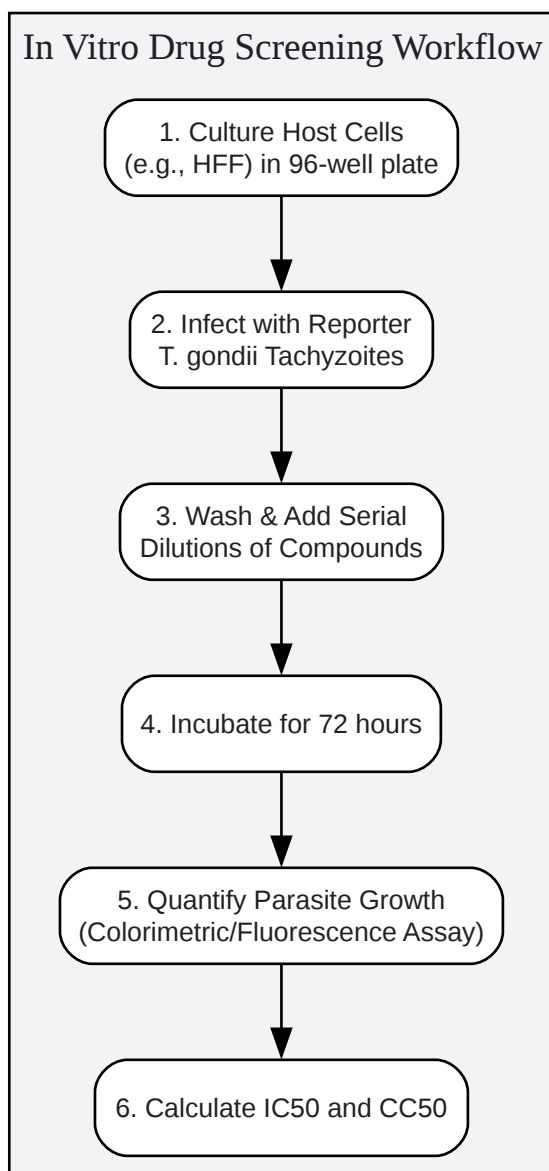 In Vitro Drug Screening Workflow
1. Culture Host Cells
(e.g., HFF) in 96-well plate
2. Infect with Reporter
T. gondii Tachyzoites
3. Wash & Add Serial
Dilutions of Compounds
4. Incubate for 72 hours
5. Quantify Parasite Growth
(Colorimetric/Fluorescence Assay)
6. Calculate IC50 and CC50